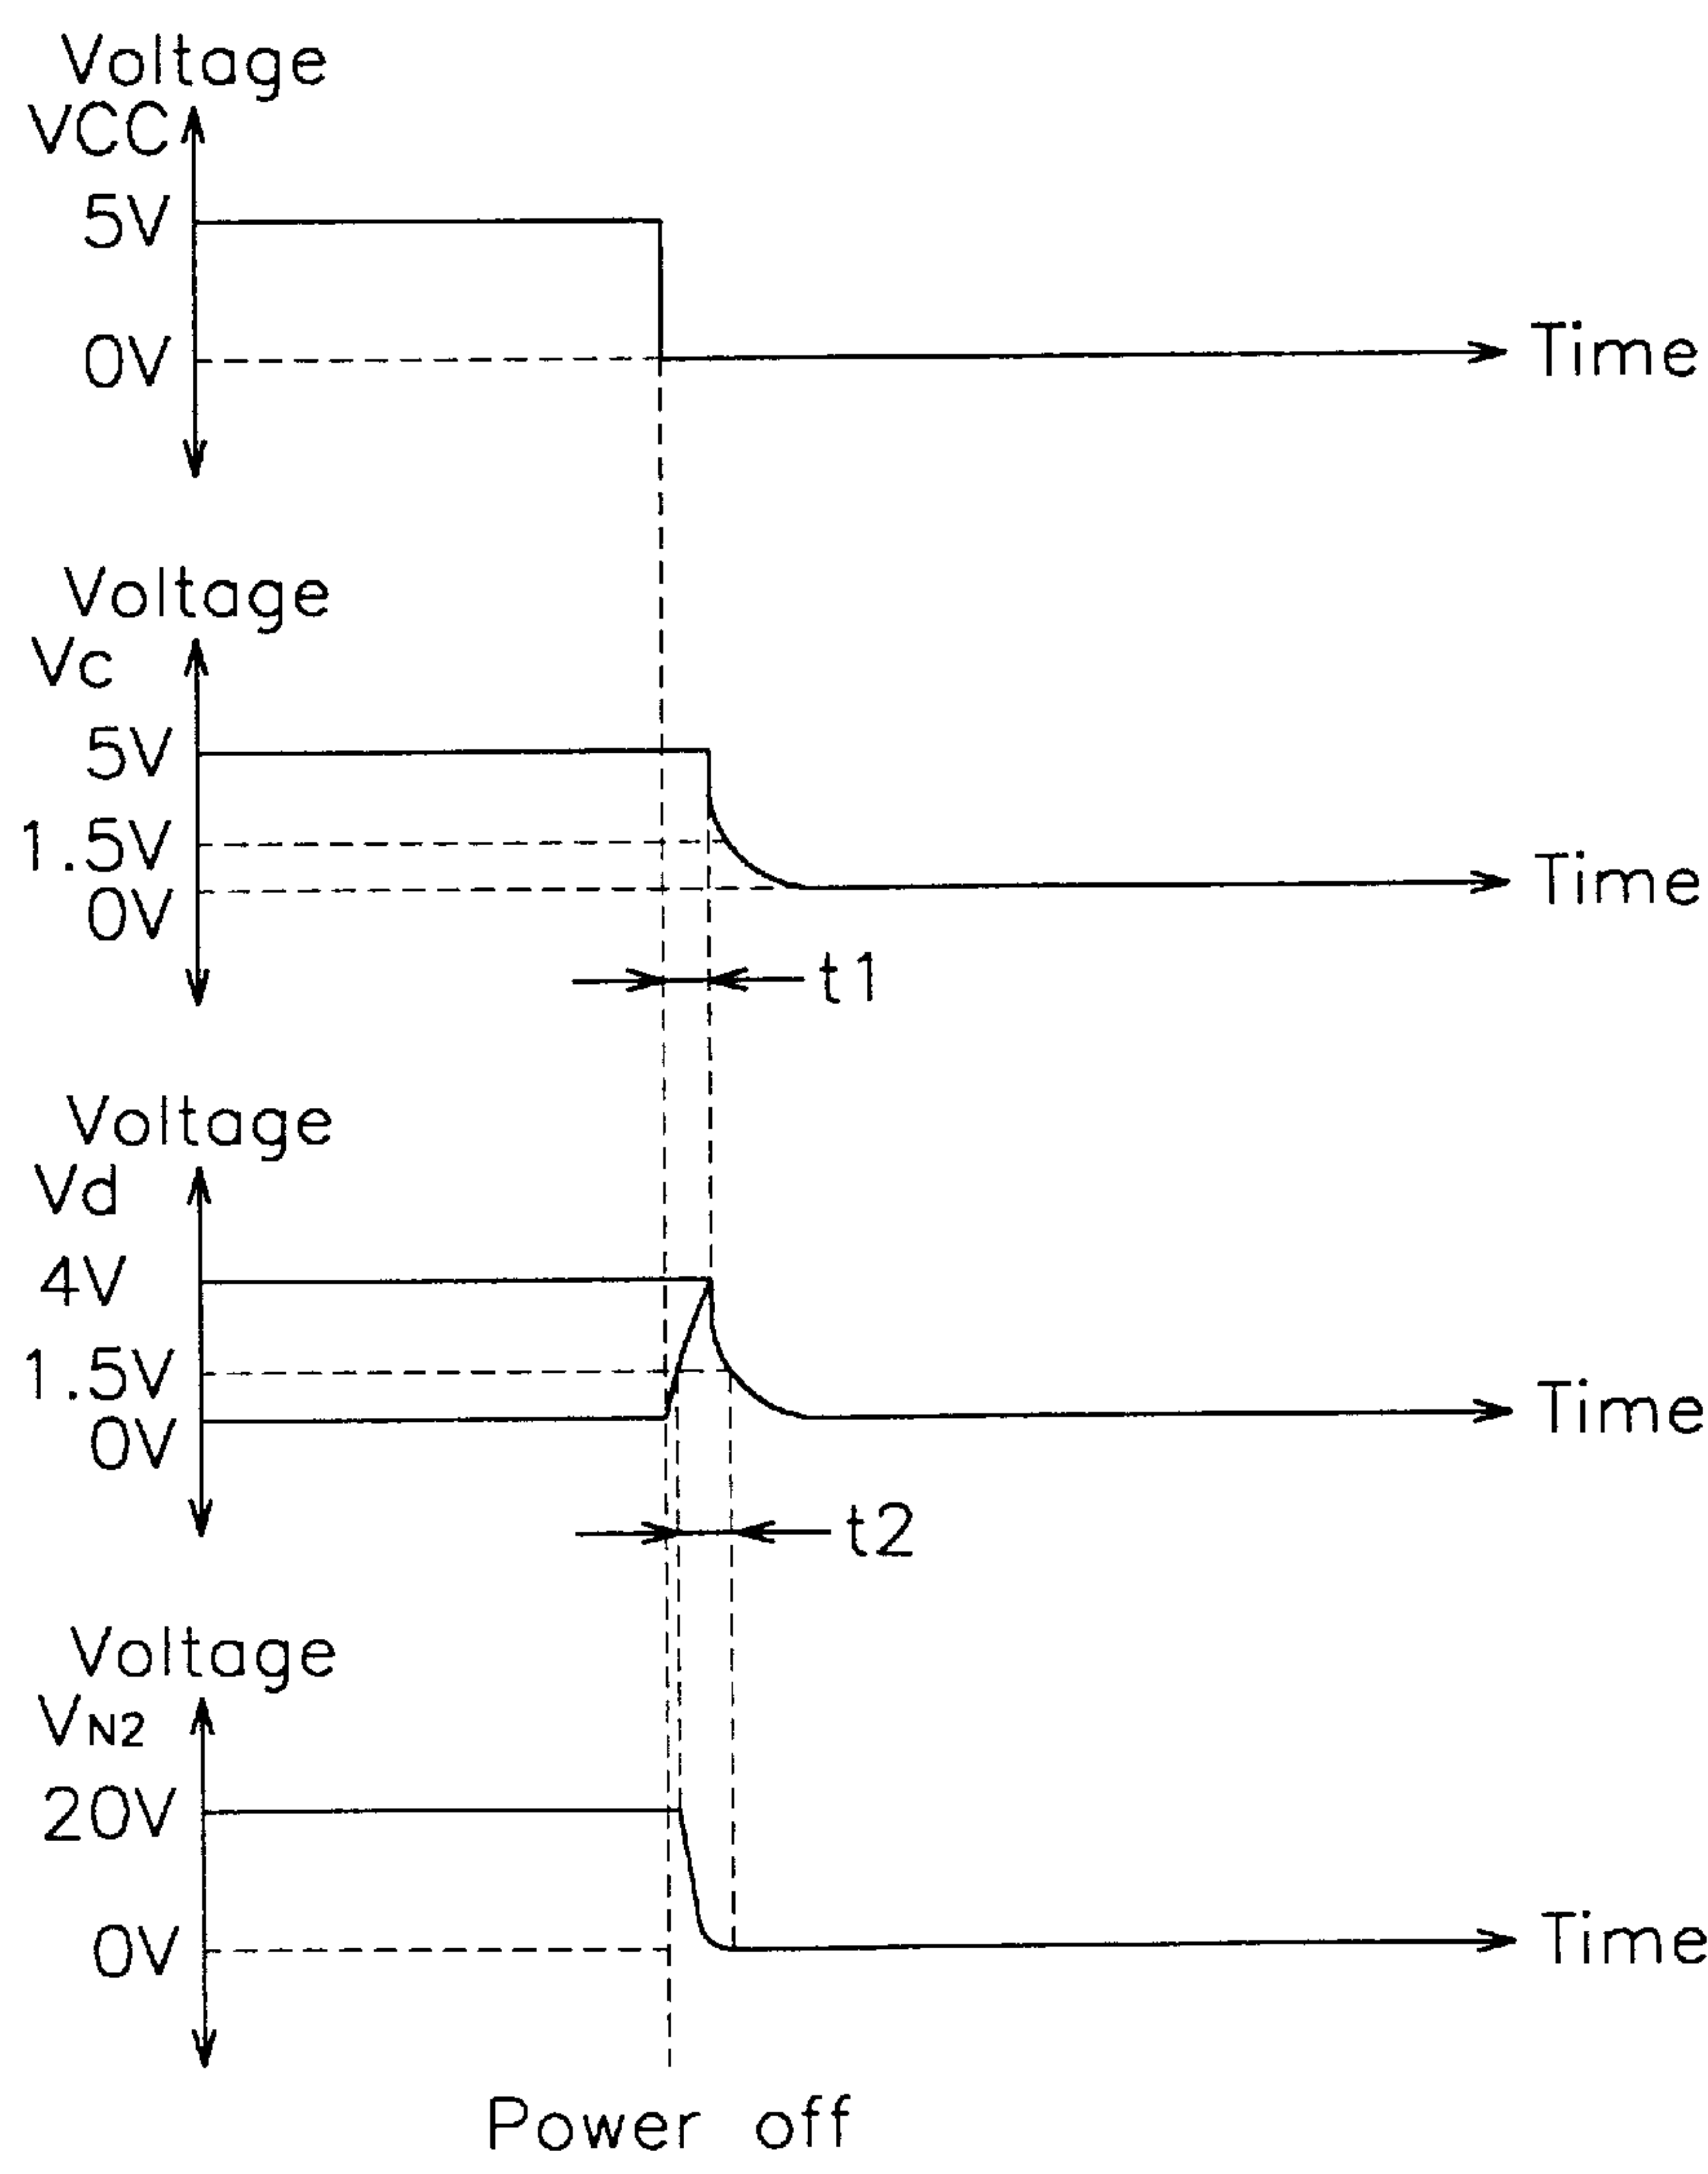 Voltage
VCC
5V
0V
Time
Voltage
Vc
5V
1.5V
0V
Time
t1
Voltage
Vd
4V
1.5V
0V
Time
t2
Voltage
VN2
20V
0V
Time
Power off